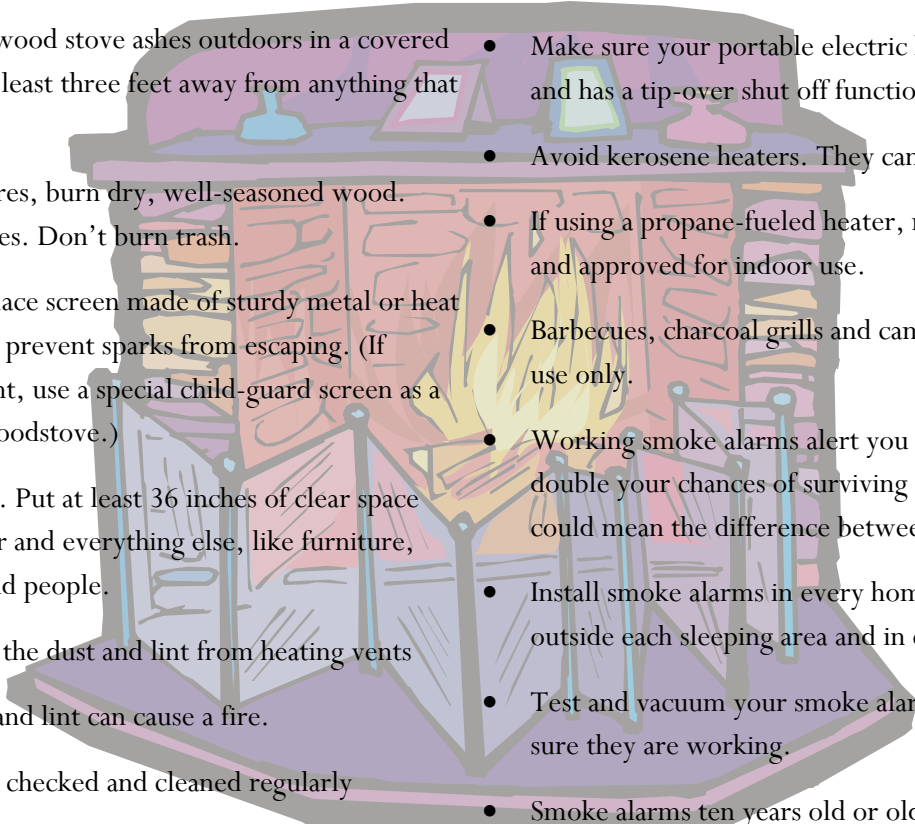 wood stove ashes outdoors in a covered
least three feet away from anything that
res, burn dry, well-seasoned wood.
es. Don’t burn trash.
lace screen made of sturdy metal or heat
prevent sparks from escaping. (If
nt, use a special child-guard screen as a
oodstove.)
. Put at least 36 inches of clear space
r and everything else, like furniture,
d people.
the dust and lint from heating vents
and lint can cause a fire.
checked and cleaned regularly
• Make sure your portable electric
and has a tip-over shut off functio
• Avoid kerosene heaters. They can
• If using a propane-fueled heater,
and approved for indoor use.
• Barbecues, charcoal grills and can
use only.
• Working smoke alarms alert you
double your chances of surviving
could mean the difference betwee
• Install smoke alarms in every hom
outside each sleeping area and in
• Test and vacuum your smoke alar
sure they are working.
• Smoke alarms ten years old or old